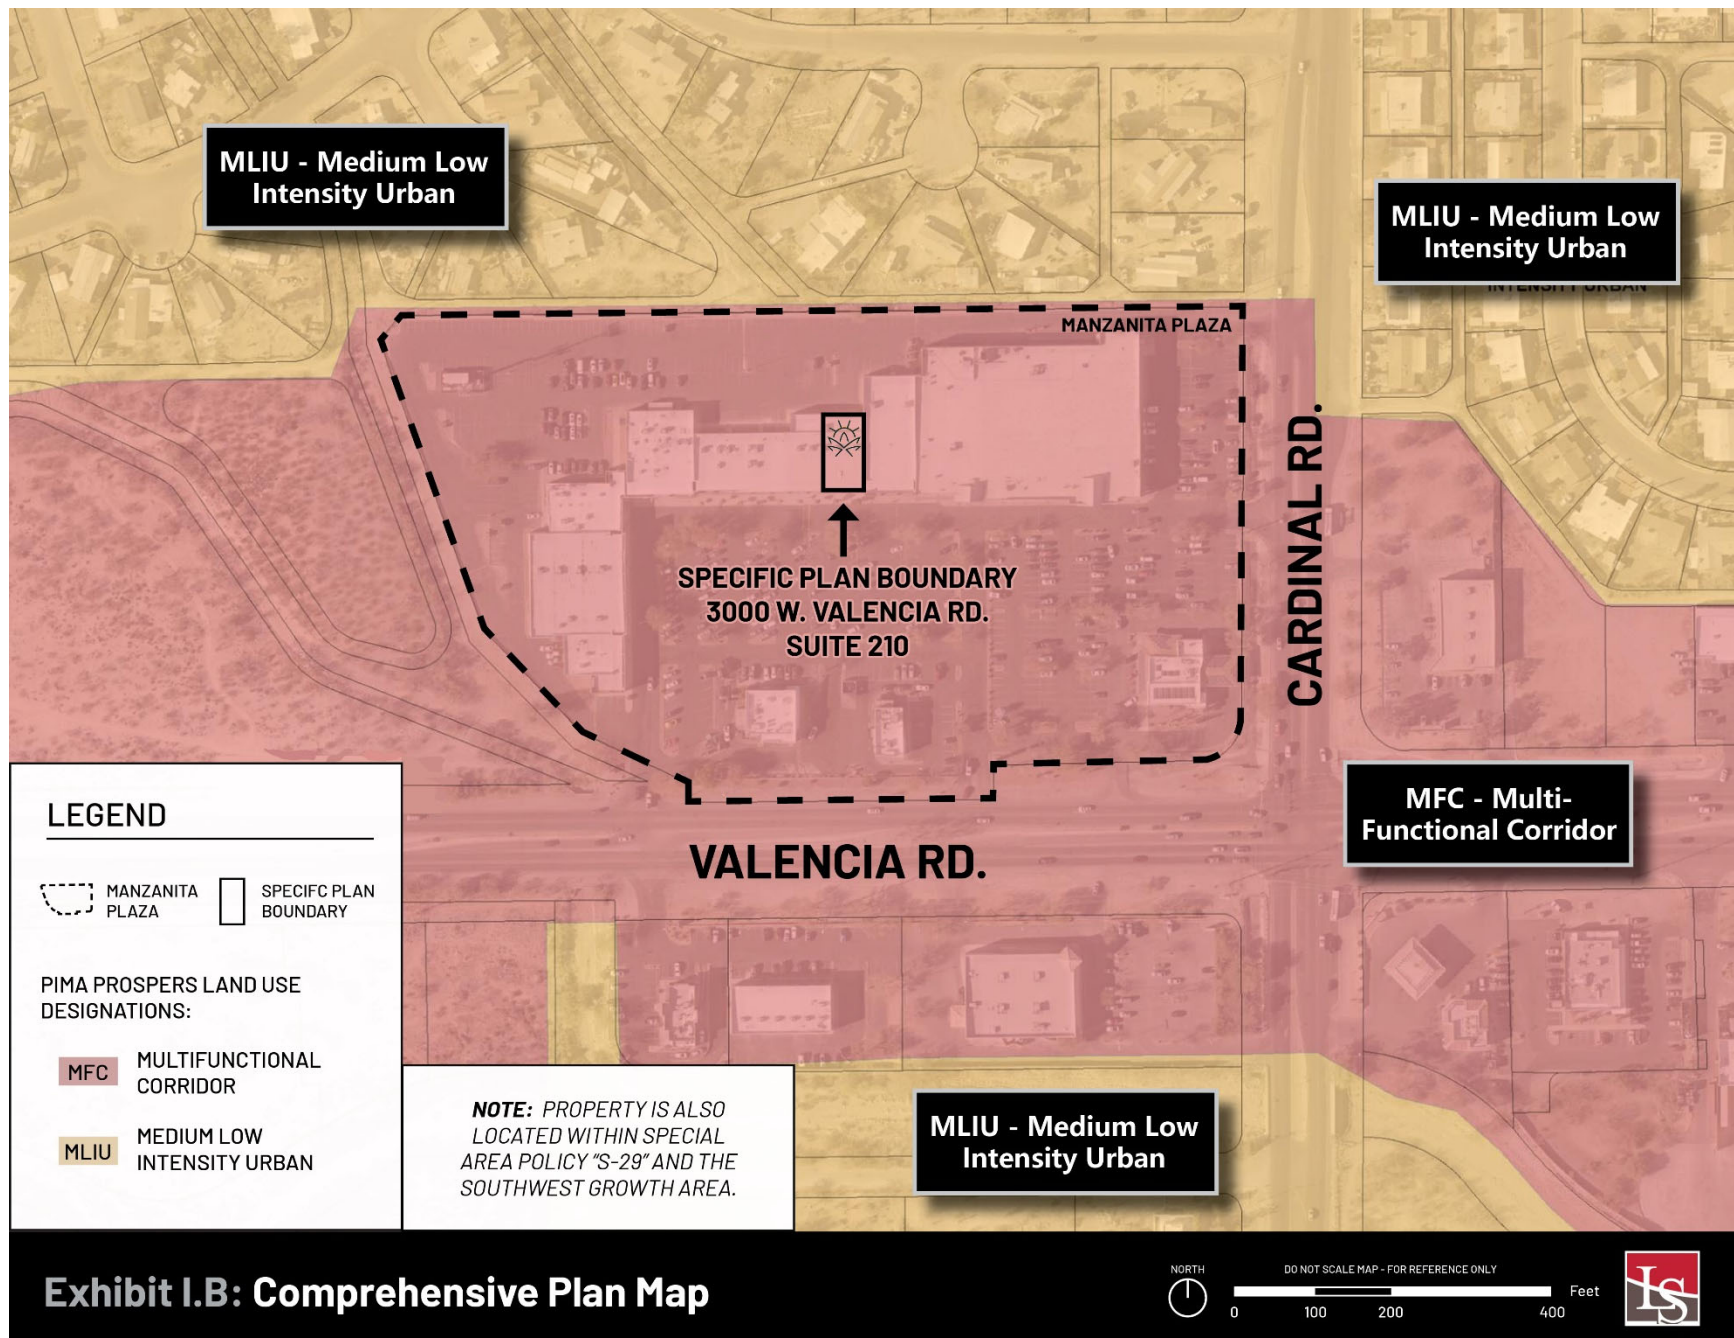 MLIU - Medium Low
Intensity Urban
MLIU - Medium Low
Intensity Urban
INTENSITY URBAN
MANZANITA PLAZA
CARDINAL RD.
SPECIFIC PLAN BOUNDARY
3000 W. VALENCIA RD.
SUITE 210
MFC - Multi-
Functional Corridor
VALENCIA RD.
LEGEND
MANZANITA
PLAZA
SPECIFC PLAN
BOUNDARY
PIMA PROSPERS LAND USE
DESIGNATIONS:
MFC
MULTIFUNCTIONAL
CORRIDOR
MLIU
MEDIUM LOW
INTENSITY URBAN
NOTE: PROPERTY IS ALSO
LOCATED WITHIN SPECIAL
AREA POLICY "S-29" AND THE
SOUTHWEST GROWTH AREA.
MLIU - Medium Low
Intensity Urban
Exhibit I.B: Comprehensive Plan Map
NORTH
DO NOT SCALE MAP - FOR REFERENCE ONLY
Feet
0 100 200 400
LS